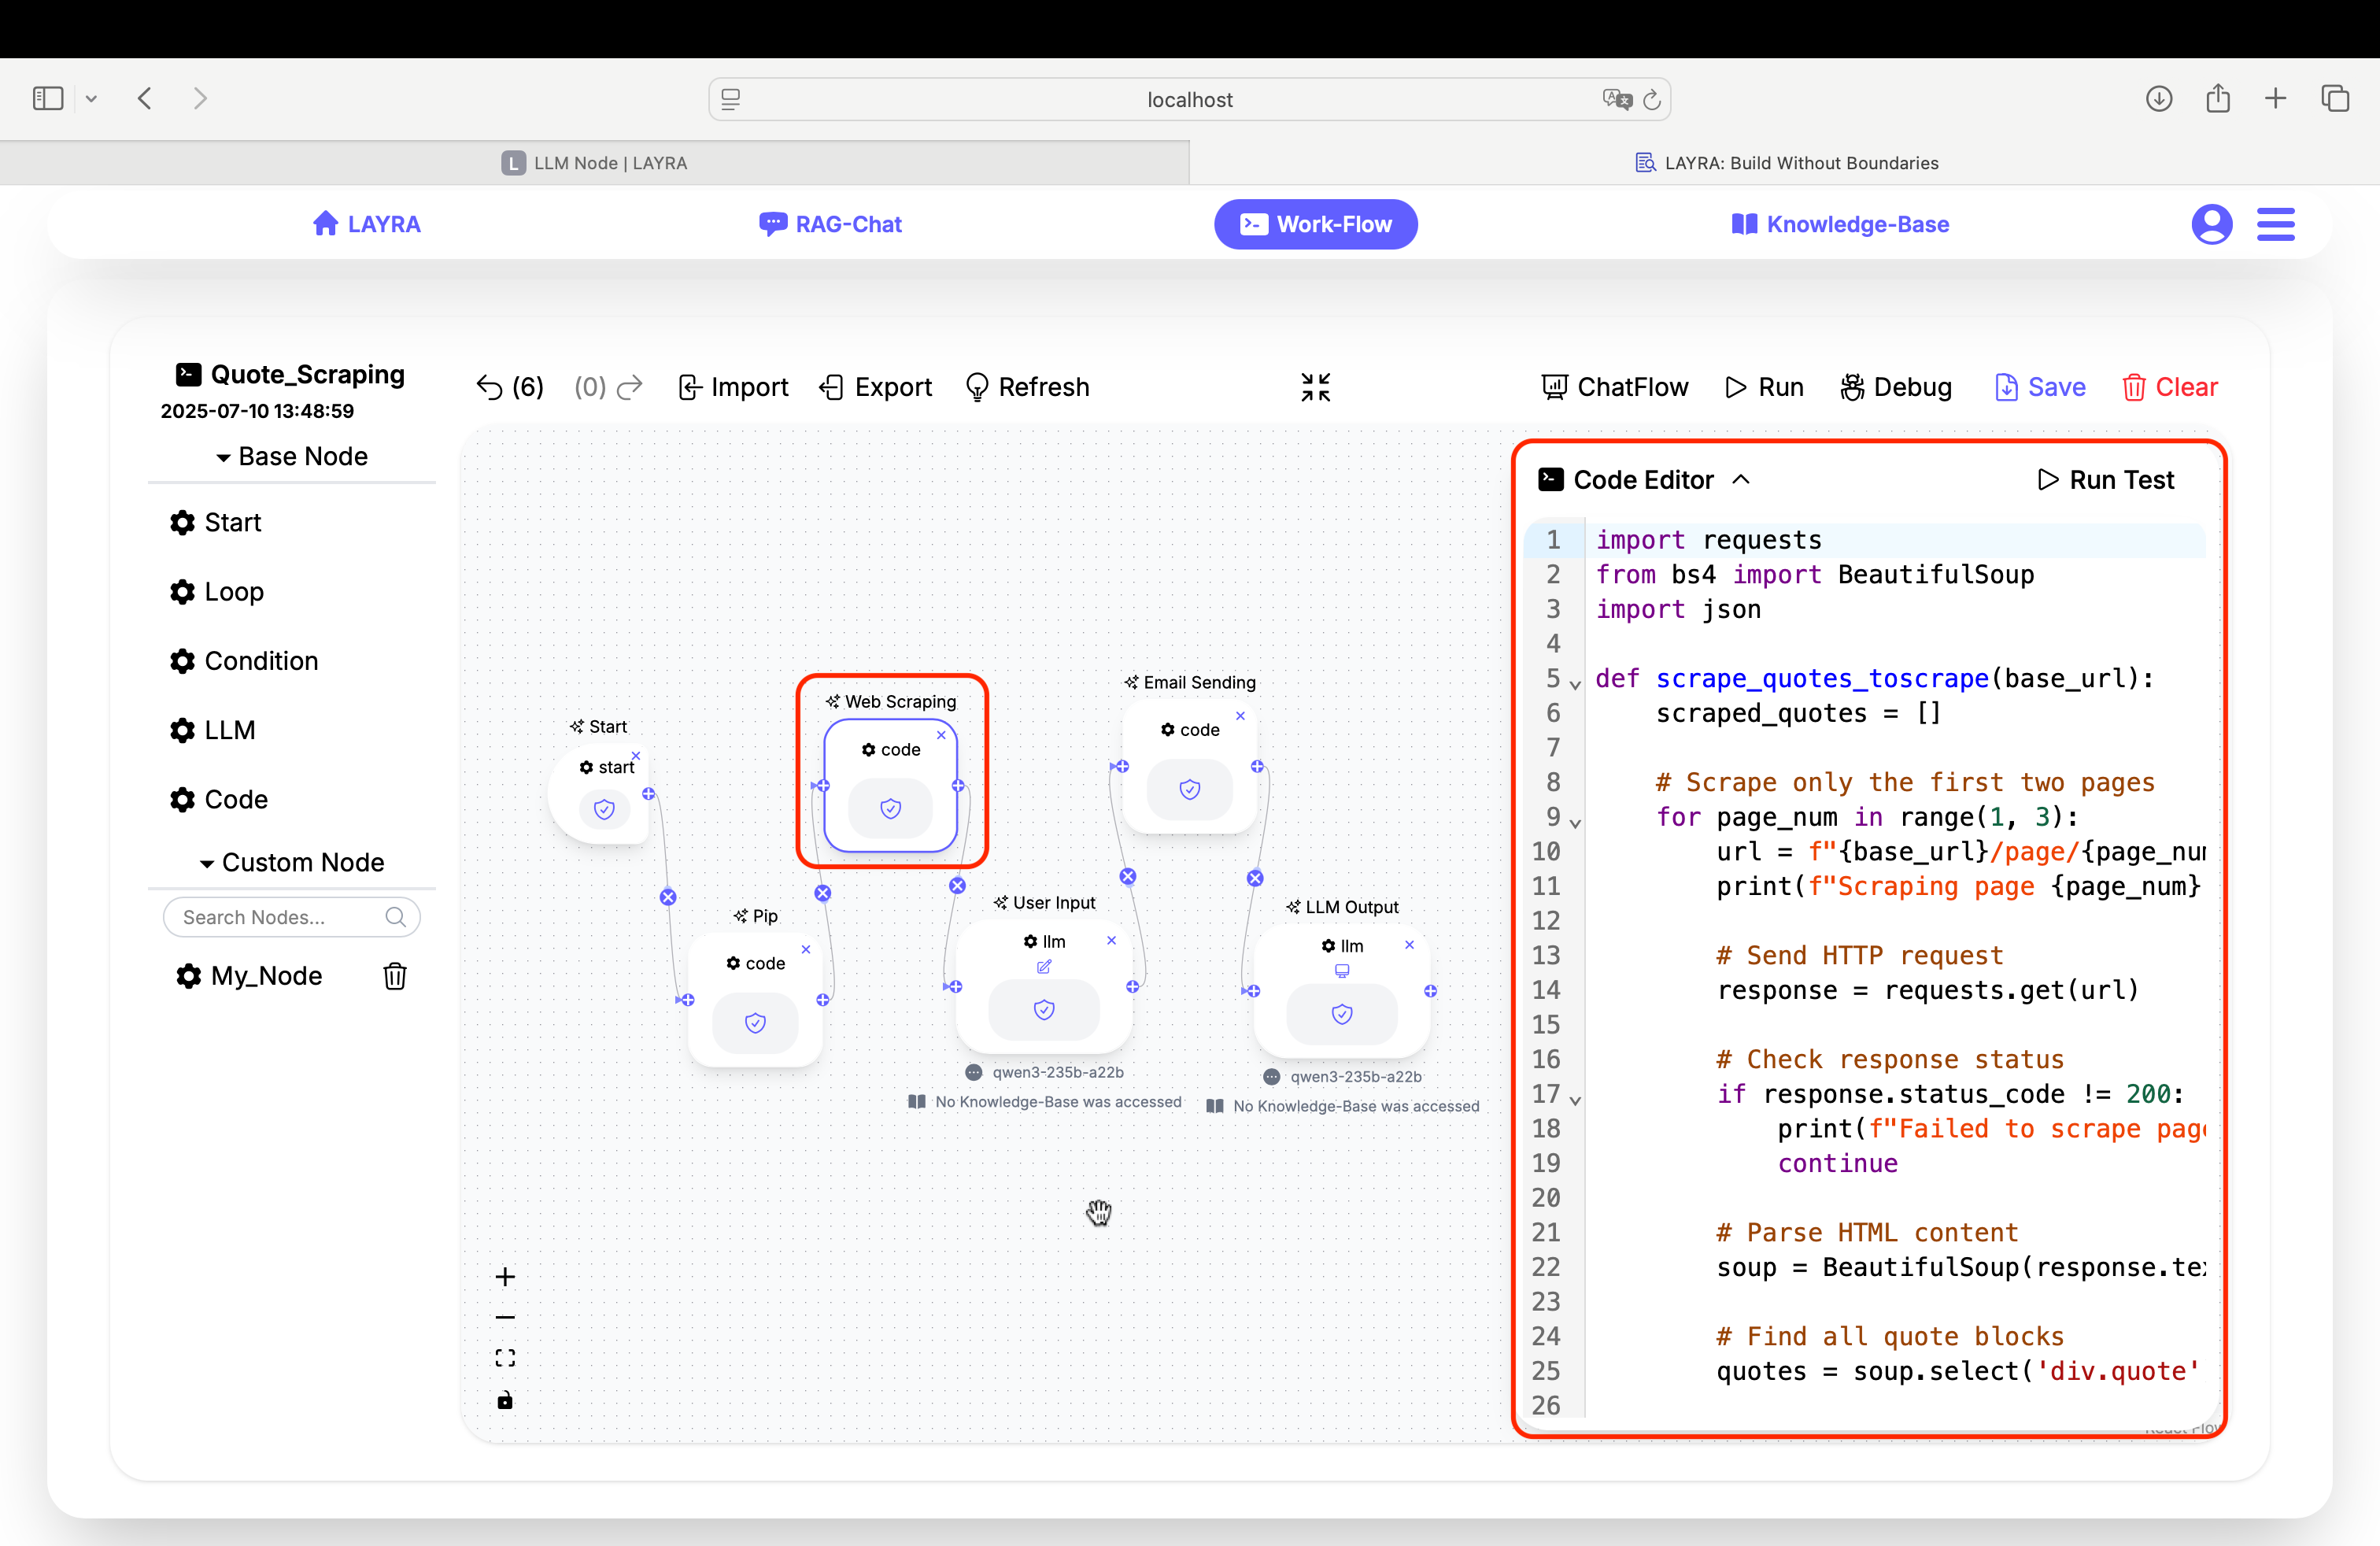 localhost
L LLM Node | LAYRA
LAYRA: Build Without Boundaries
LAYRA
RAG-Chat
Work-Flow
Knowledge-Base
Quote_Scraping
2025-07-10 13:48:59
(6)
(0)
Import
Export
Refresh
ChatFlow
Run
Debug
Save
Clear
Base Node
Start
Loop
Condition
LLM
Code
Custom Node
Search Nodes...
My_Node
Start
start
Pip
code
Web Scraping
code
User Input
llm
qwen3-235b-a22b
No Knowledge-Base was accessed
Email Sending
code
LLM Output
llm
qwen3-235b-a22b
No Knowledge-Base was accessed
Code Editor
Run Test
1 import requests
2 from bs4 import BeautifulSoup
3 import json
4
5 def scrape_quotes_toscrape(base_url):
6 scraped_quotes = []
7
8 # Scrape only the first two pages
9 for page_num in range(1, 3):
10 url = f"{base_url}/page/{page_num
11 print(f"Scraping page {page_num}
12
13 # Send HTTP request
14 response = requests.get(url)
15
16 # Check response status
17 if response.status_code != 200:
18 print(f"Failed to scrape page
19 continue
20
21 # Parse HTML content
22 soup = BeautifulSoup(response.tex
23
24 # Find all quote blocks
25 quotes = soup.select('div.quote'
26
React Flow